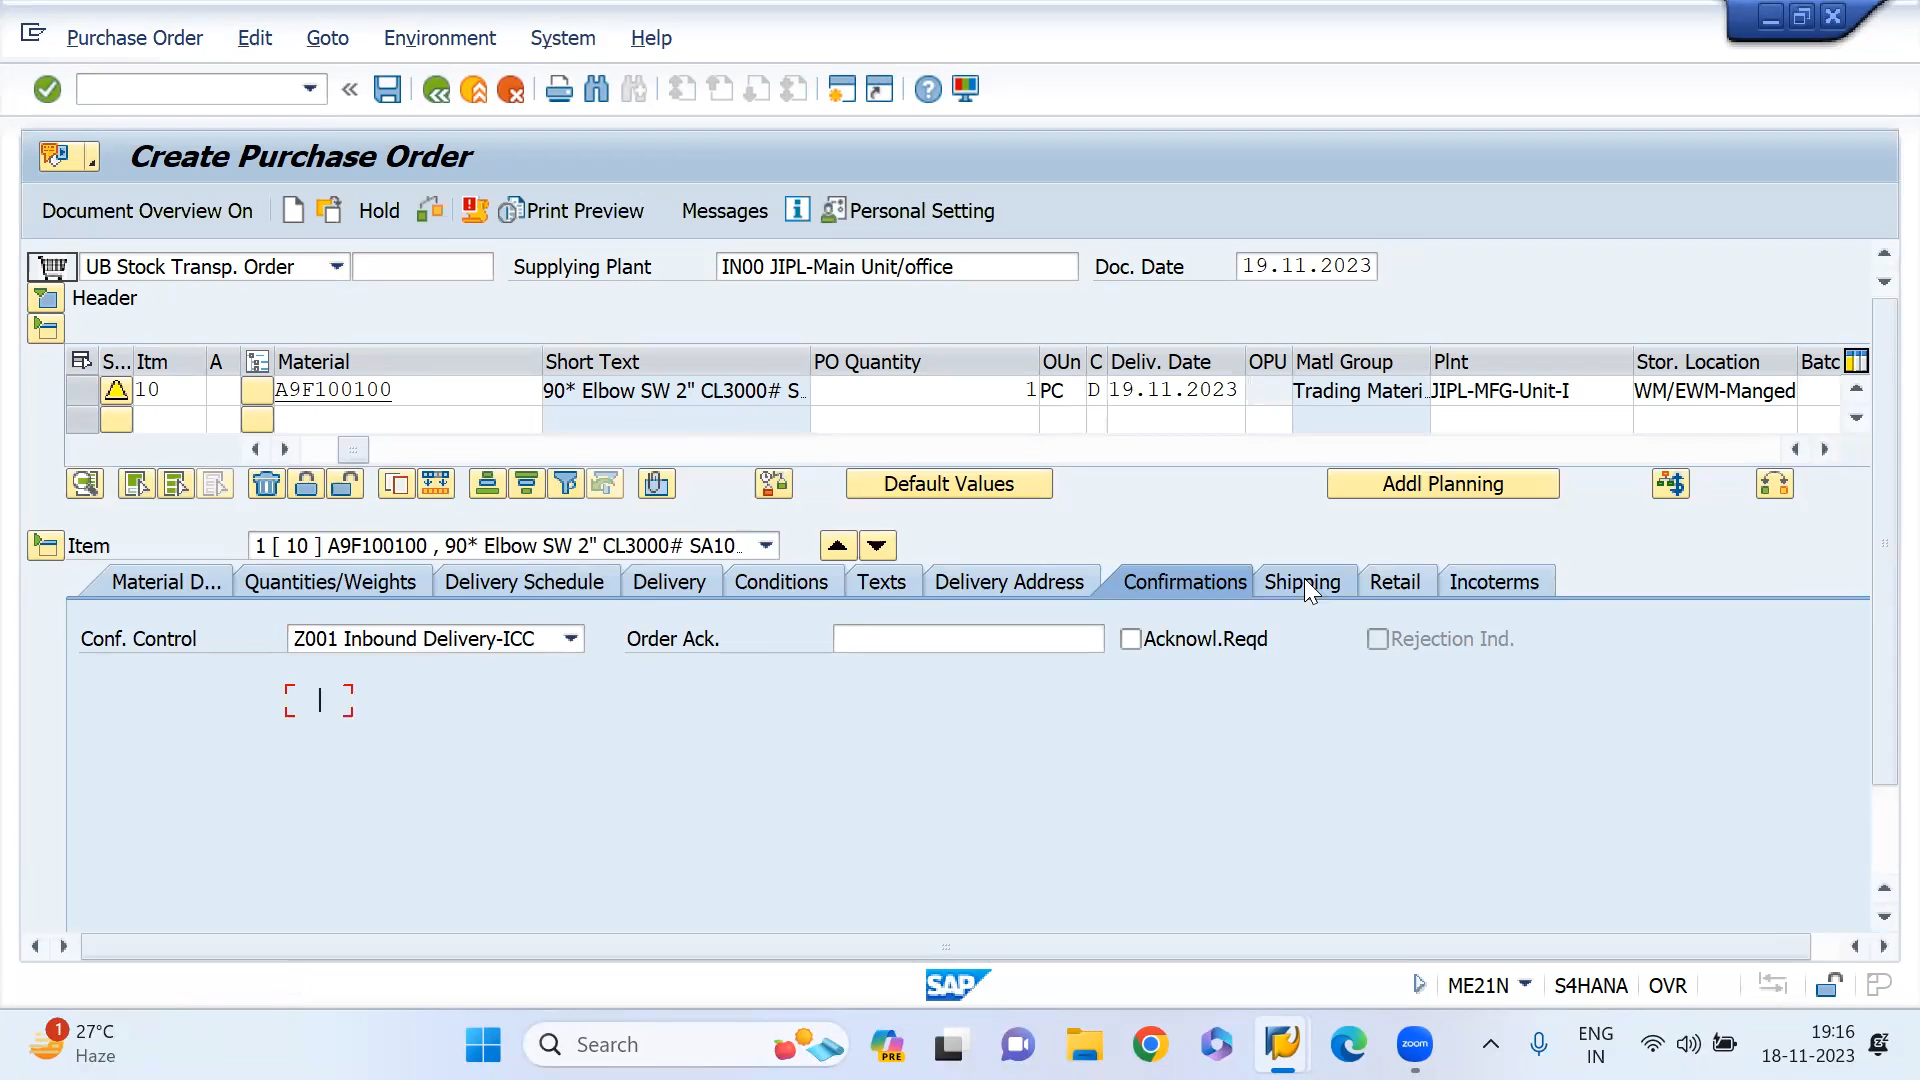 Purchase Order Edit Goto Environment System Help
Create Purchase Order
Document Overview On Hold Print Preview Messages Personal Setting
UB Stock Transp. Order Supplying Plant IN00 JIPL-Main Unit/office Doc. Date 19.11.2023
Header
S... Itm A Material Short Text PO Quantity OUn C Deliv. Date OPU Matl Group Plnt Stor. Location Batc
10 A9F100100 90* Elbow SW 2" CL3000# S... 1 PC D 19.11.2023 Trading Materi... JIPL-MFG-Unit-I WM/EWM-Manged
Default Values Addl Planning
Item 1 [ 10 ] A9F100100 , 90* Elbow SW 2" CL3000# SA10...
Material D... Quantities/Weights Delivery Schedule Delivery Conditions Texts Delivery Address Confirmations Shipping Retail Incoterms
Conf. Control Z001 Inbound Delivery-ICC Order Ack. Acknowl.Reqd Rejection Ind.
SAP ME21N S4HANA OVR
1 27°C Haze Search PRE zoom ENG IN 19:16 18-11-2023